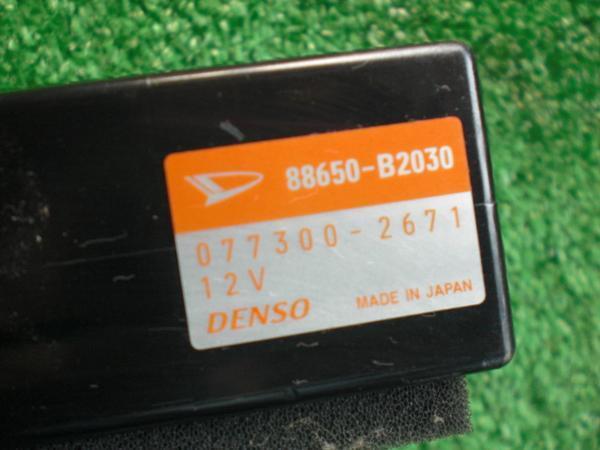 88650-B2030
077300-2671
12V
DENSO MADE IN JAPAN